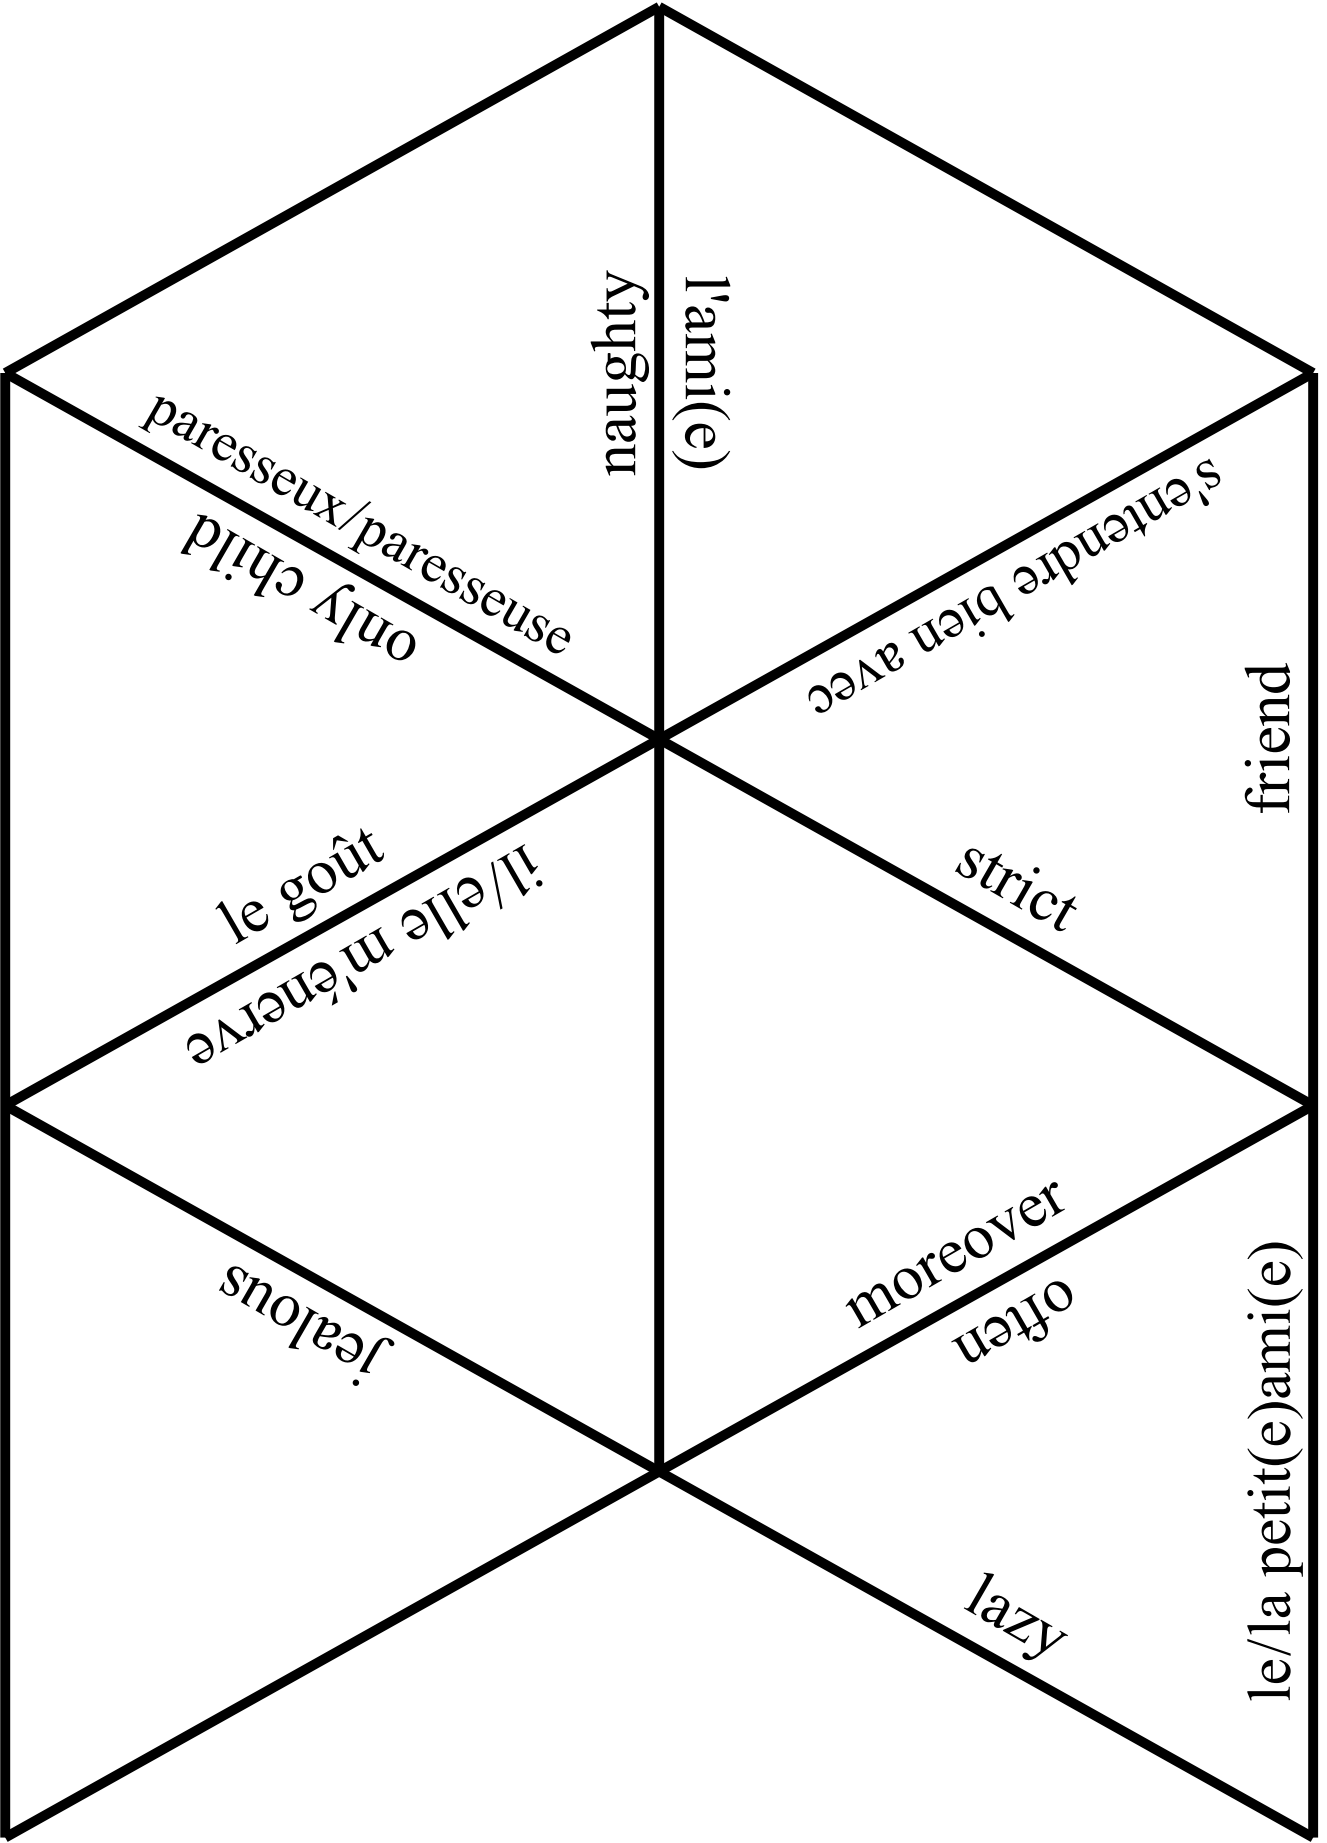 naughty
l'ami(e)
paresseux/paresseuse
only child
s'entendre bien avec
friend
le goût
il/elle m'énerve
strict
moreover
often
jealous
le/la petit(e)ami(e)
lazy